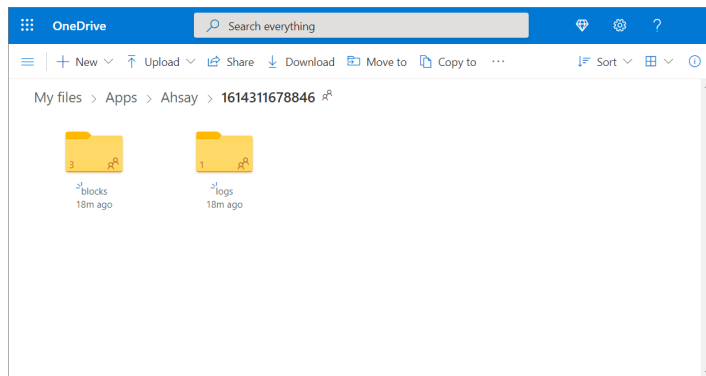 OneDrive Search everything ?
New Upload Share Download Move to Copy to ... Sort
My files > Apps > Ahsay > 1614311678846
3 1
blocks logs
18m ago 18m ago